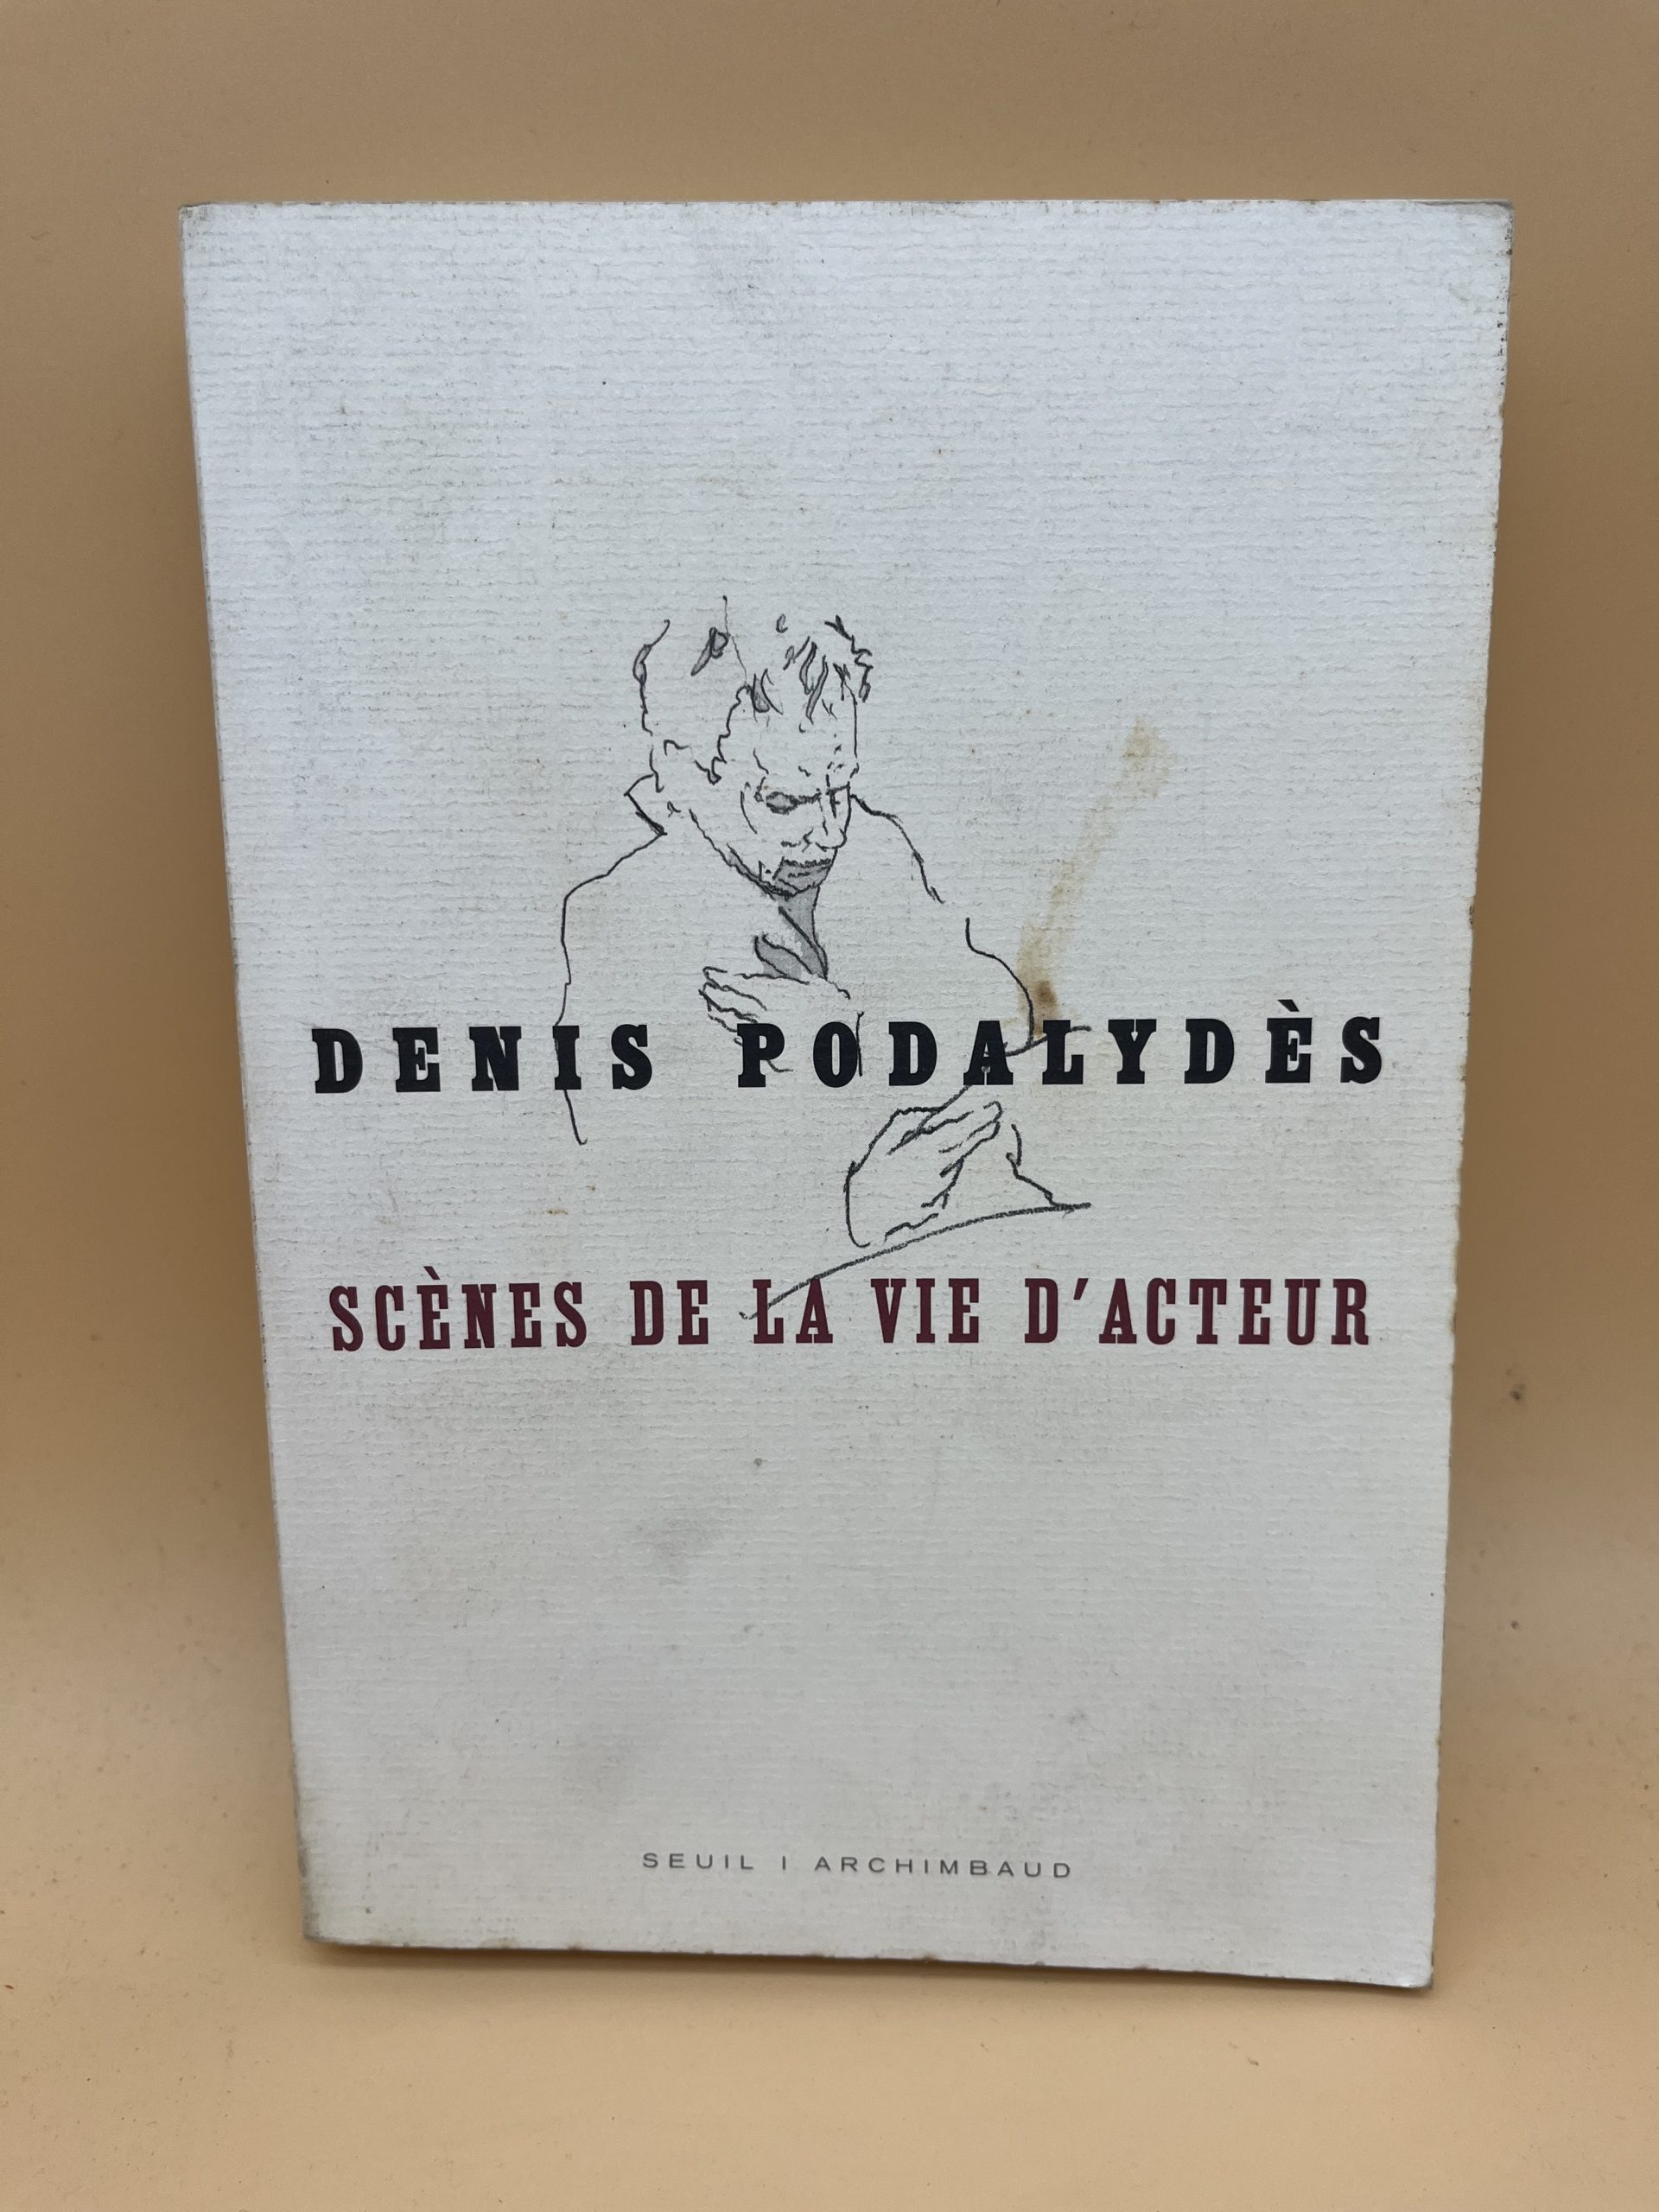 DENIS PODALYDÈS
SCÈNES DE LA VIE D'ACTEUR
SEUIL | ARCHIMBAUD